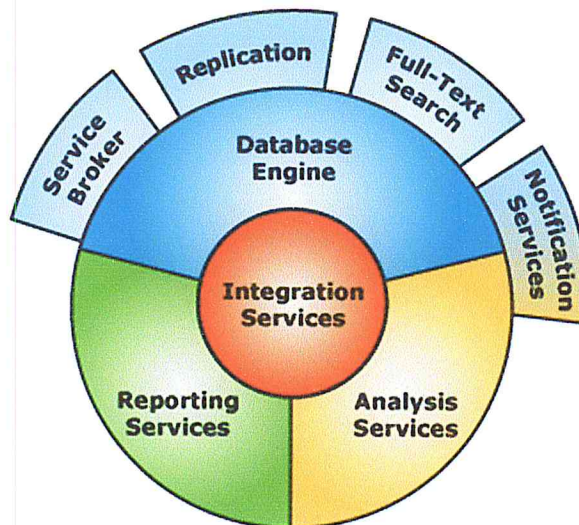 Replication
Full-Text
Search
Service
Broker
Database
Engine
Notification
Services
Integration
Services
Reporting
Services
Analysis
Services